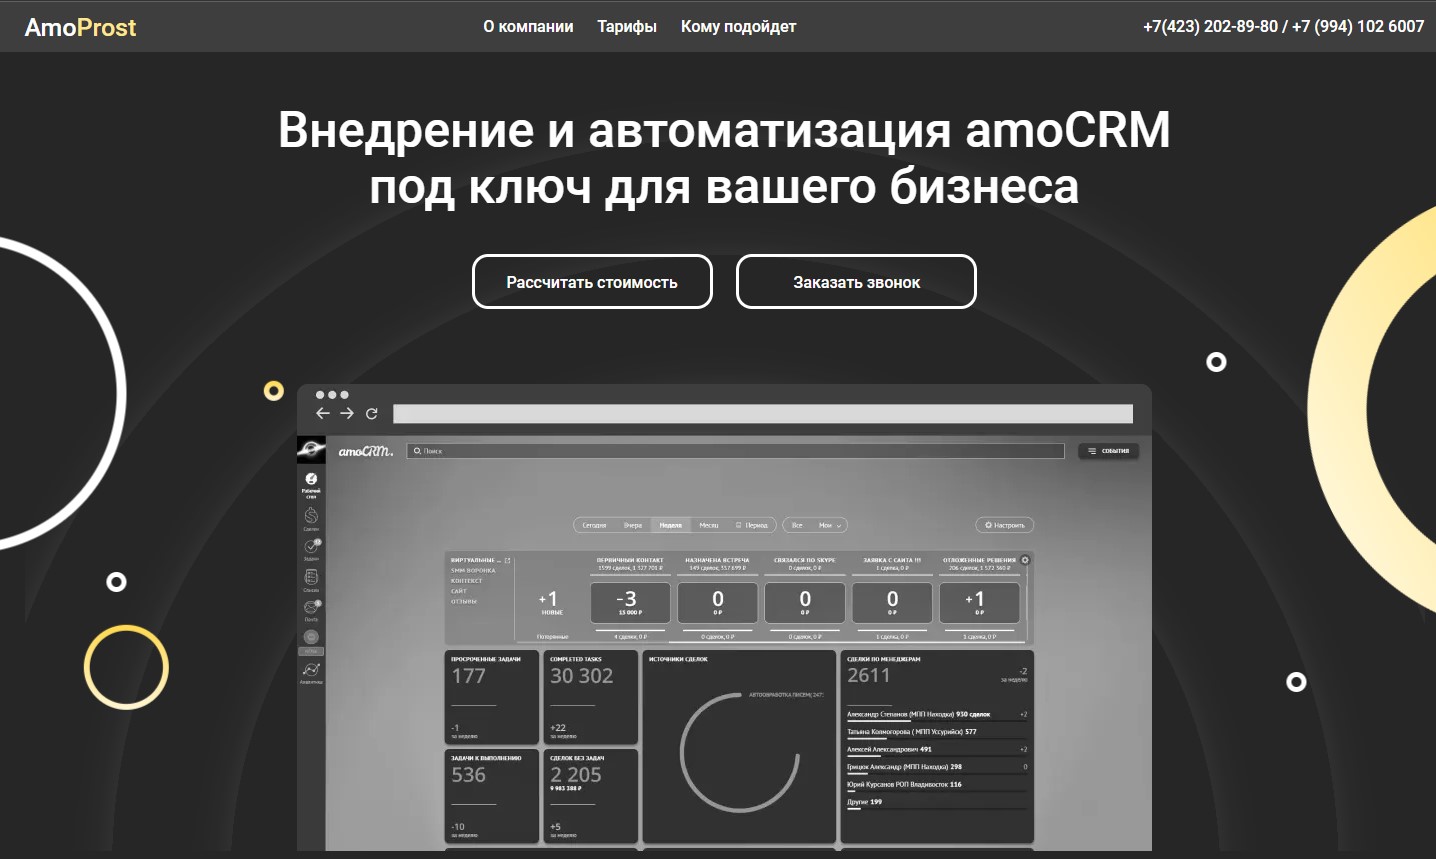 AmoProst
О компании Тарифы Кому подойдет
+7(423) 202-89-80 / +7 (994) 102 6007
Внедрение и автоматизация amoCRM
под ключ для вашего бизнеса
Рассчитать стоимость
Заказать звонок
amoCRM.
Поиск
СОБЫТИЯ
Рабочий
стол
Сделки
Задачи
Списки
Почта
Аналитика
Сегодня Вчера Неделя Месяц Период
Все Мои
Настроить
ВИРТУАЛЬНЫЕ ...
SMM ВОРОНКА
КОНТЕКСТ
САЙТ
ОТЗЫВЫ
+1
НОВЫЕ
Потерянные
ПЕРВИЧНЫЙ КОНТАКТ
1599 сделок, 1 327 701 ₽
-3
15 000 ₽
4 сделки, 0 ₽
НАЗНАЧЕНА ВСТРЕЧА
149 сделок, 357 699 ₽
0
0 ₽
0 сделок, 0 ₽
СВЯЗАЛСЯ ПО SKYPE
0 сделок, 0 ₽
0
0 ₽
0 сделок, 0 ₽
ЗАЯВКА С САЙТА !!!
1 сделка, 0 ₽
0
0 ₽
1 сделка, 0 ₽
ОТЛОЖЕННЫЕ РЕШЕНИЯ
206 сделок, 1 572 360 ₽
+1
0 ₽
1 сделка, 0 ₽
ПРОСРОЧЕННЫЕ ЗАДАЧИ
177
-1
за неделю
COMPLETED TASKS
30 302
+22
за неделю
ИСТОЧНИКИ СДЕЛОК
АВТООБРАБОТКА ПИСЕМ( 247:
СДЕЛКИ ПО МЕНЕДЖЕРАМ
2611
-2
за неделю
Александр Степанов (МПП Находка) 930 сделок +2
Татьяна Колмогорова ( МПП Уссурийск) 577
Алексей Александрович 491 +2
Грицюк Александр (МПП Находка) 298 0
Юрий Курсанов РОП Владивосток 116
Другие 199
ЗАДАЧИ К ВЫПОЛНЕНИЮ
536
-10
за неделю
СДЕЛОК БЕЗ ЗАДАЧ
2 205
9 983 388 ₽
+5
за неделю